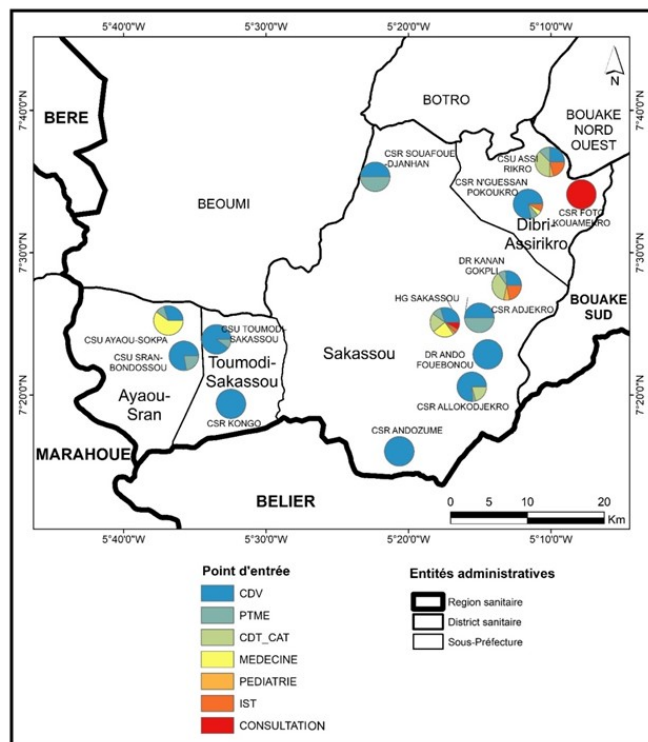 5°40'0"W
5°30'0"W
5°20'0"W
5°10'0"W
7°40'0"N
7°40'0"N
N
BERE
BOTRO
BOUAKE
NORD
OUEST
CSR SOUAFOUE
-DJANHAN
CSU ASSI
RIKRO
CSR N'GUESSAN
POKOUKRO
CSR FOTO
KOUAMEKRO
BEOUMI
Dibri-
Assirikro
7°30'0"N
7°30'0"N
DR KANAN
GOKPLI
HG SAKASSOU
CSR ADJEKRO
BOUAKE
SUD
CSU AYAOU-SOKPA
CSU TOUMODI-
SAKASSOU
CSU SRAN-
BONDOSSOU
Toumodi-
Sakassou
Sakassou
DR ANDO
FOUEBONOU
7°20'0"N
7°20'0"N
Ayaou-
Sran
CSR KONGO
CSR ALLOKODJEKRO
CSR ANDOZUME
MARAHOUE
BELIER
0 5 10 20
Km
5°40'0"W
5°30'0"W
5°20'0"W
5°10'0"W
Point d'entrée
CDV
PTME
CDT_CAT
MEDECINE
PEDIATRIE
IST
CONSULTATION
Entités administratives
Region sanitaire
District sanitaire
Sous-Préfecture